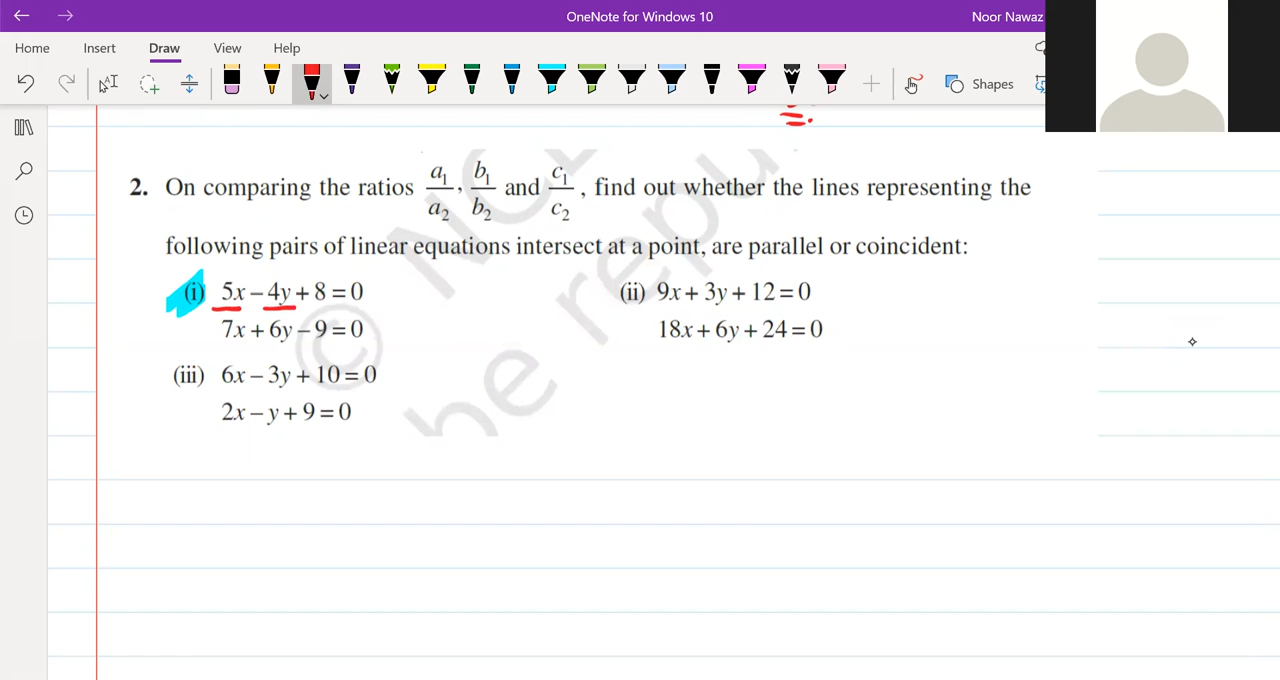 OneNote for Windows 10
Noor Nawaz
Home Insert Draw View Help
Shapes
2. On comparing the ratios a₁/a₂, b₁/b₂ and c₁/c₂, find out whether the lines representing the
following pairs of linear equations intersect at a point, are parallel or coincident:
(i) 5x – 4y + 8 = 0
7x + 6y – 9 = 0
(ii) 9x + 3y + 12 = 0
18x + 6y + 24 = 0
(iii) 6x – 3y + 10 = 0
2x – y + 9 = 0